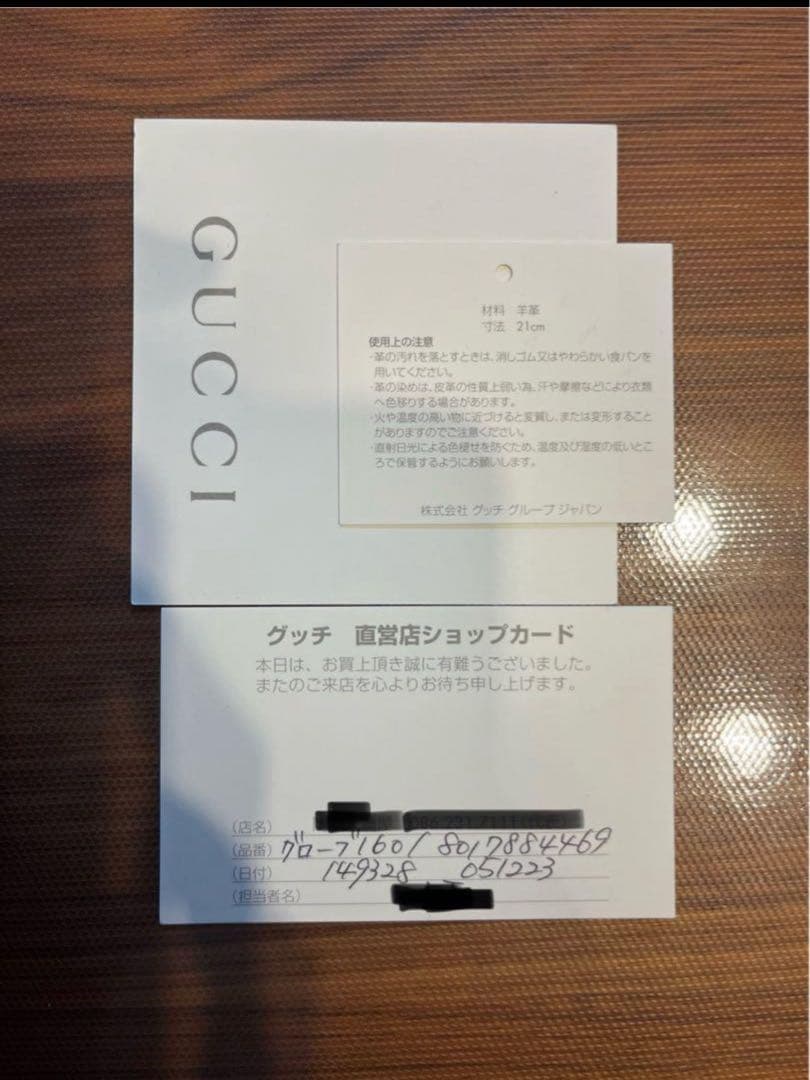 GUCCI
材料 羊革
寸法 21cm
使用上の注意
・革の汚れを落とすときは、消しゴム又はやわらかい食パンを
用いてください。
・革の染めは、皮革の性質上弱い為、汗や摩擦などにより衣類
へ色移りする場合があります。
・火や温度の高い物に近づけると変質し、または変形すること
がありますのでご注意ください。
・直射日光による色褪せを防ぐため、温度及び湿度の低いとこ
ろで保管するようにお願いします。
株式会社 グッチ グループ ジャパン
グッチ 直営店ショップカード
本日は、お買上頂き誠に有難うございました。
またのご来店を心よりお待ち申し上げます。
(店名)
(品番) グローブ1601 8017884469
(日付) 149328 051223
(担当者名)